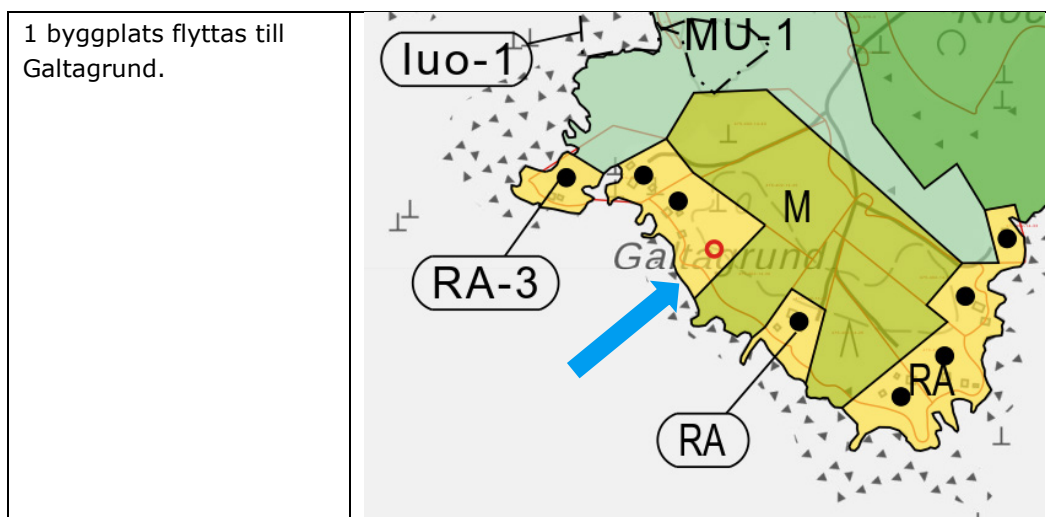 1 byggplats flyttas till
Galtagrund.
luo-1
MU-1
M
Galtagrund
RA-3
RA
RA